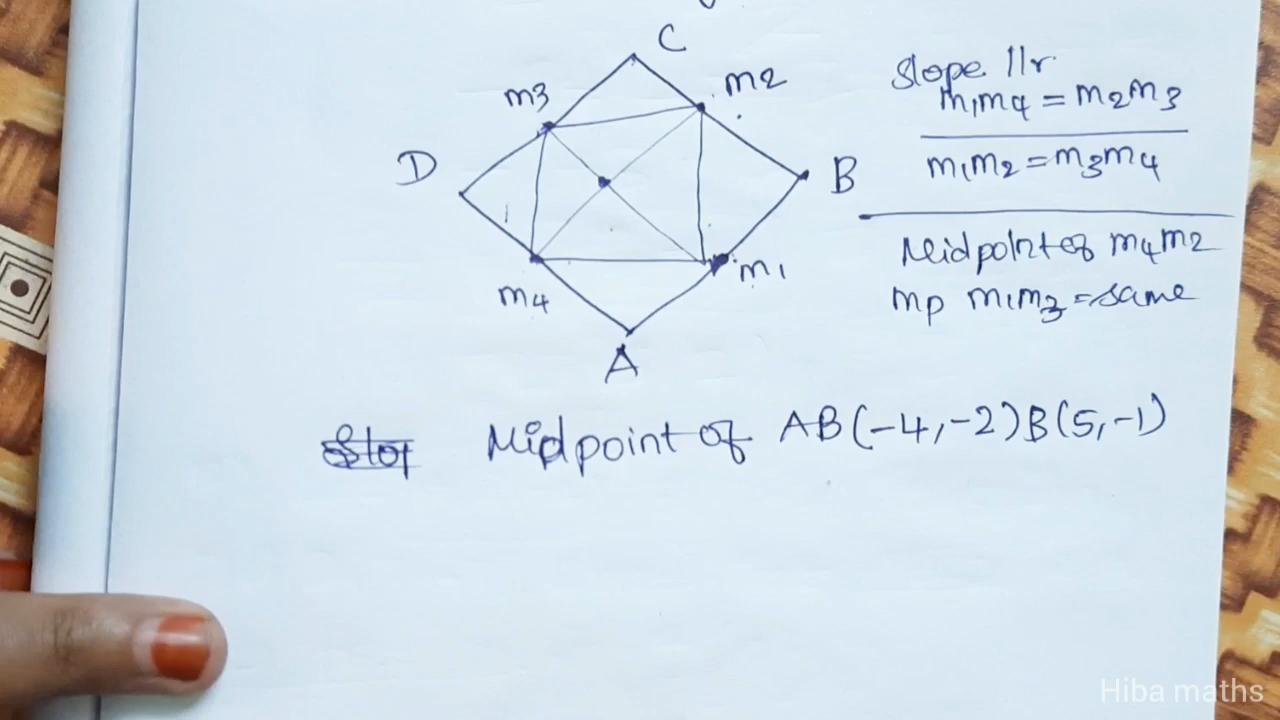 C
m3
m2
D
B
m1
m4
A
Slope llr
m1m4 = m2m3
m1m2 = m3m4
Midpoint of m4m2
mp m1m3 = same
Midpoint of AB(-4,-2)B(5,-1)
Hiba maths